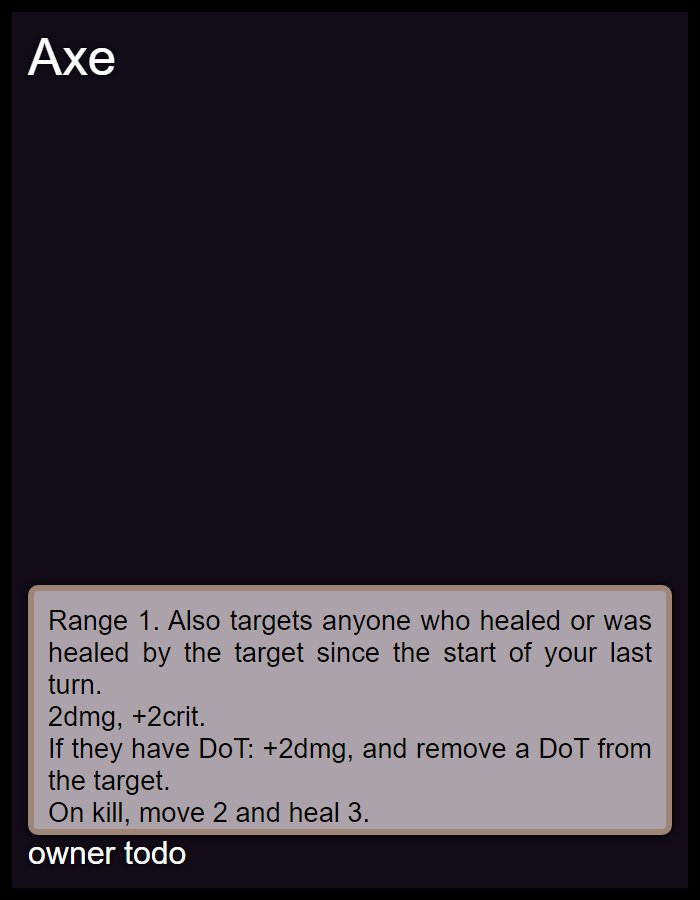 Axe
Range 1. Also targets anyone who healed or was
healed by the target since the start of your last
turn.
2dmg, +2crit.
If they have DoT: +2dmg, and remove a DoT from
the target.
On kill, move 2 and heal 3.
owner todo